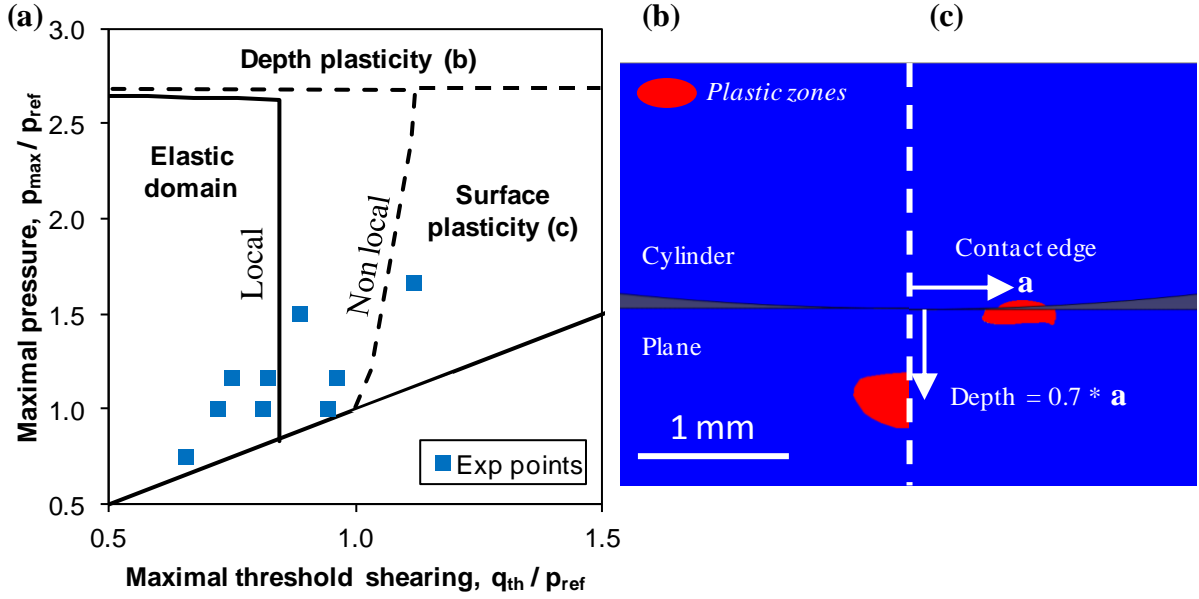 (a)
3.0
2.5
2.0
1.5
1.0
0.5
Maximal pressure, pmax / pref
Depth plasticity (b)
Elastic
domain
Local
Non local
Surface
plasticity (c)
Exp points
0.5
1.0
1.5
Maximal threshold shearing, qth / pref
(b)
(c)
Plastic zones
Cylinder
Contact edge
a
Plane
Depth = 0.7 * a
1 mm